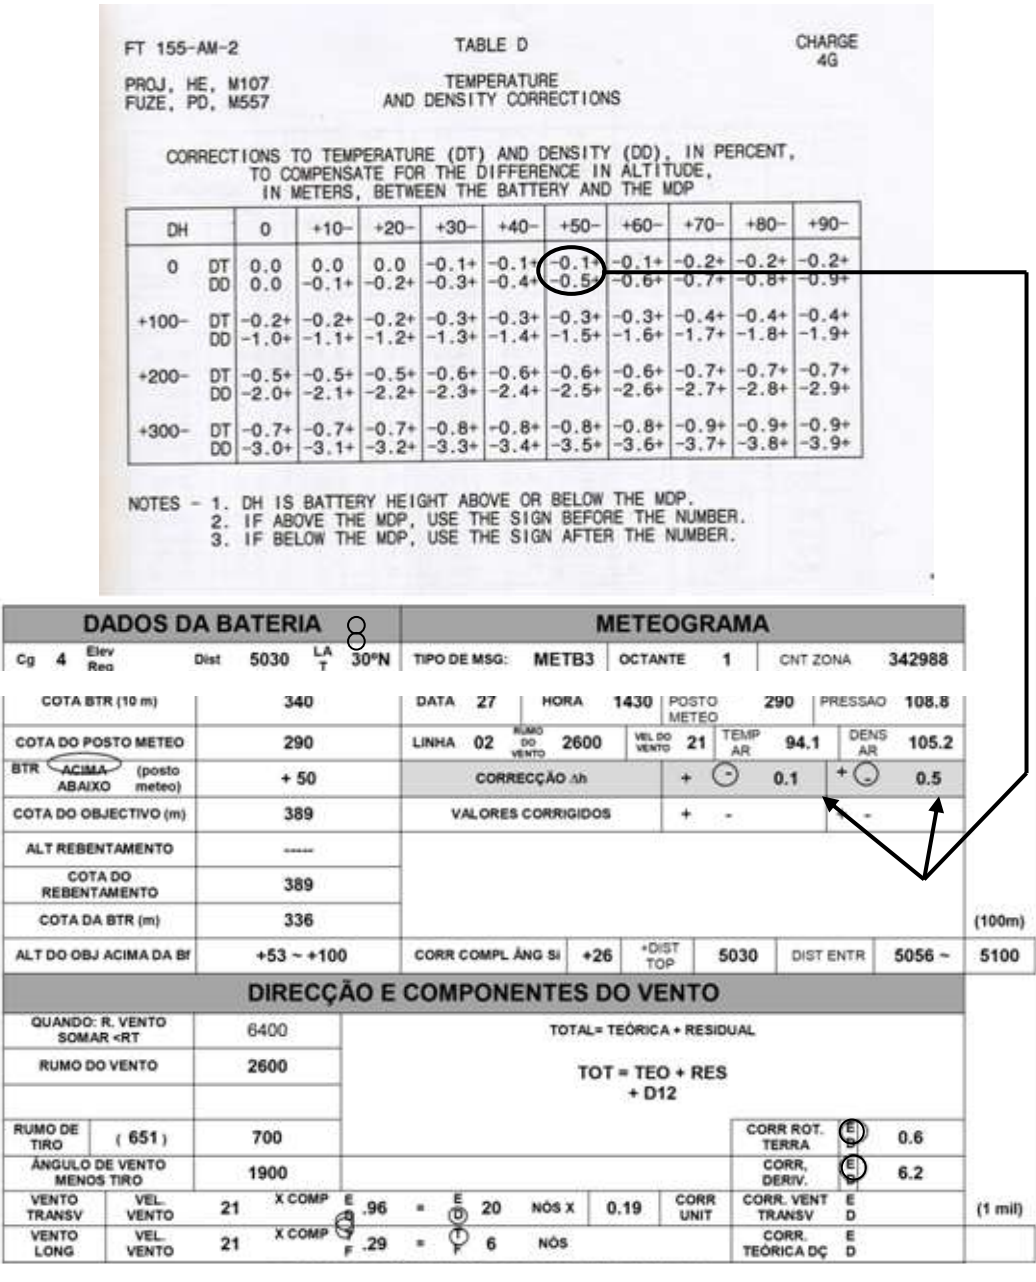 FT 155-AM-2 TABLE D CHARGE
4G
PROJ, HE, M107 TEMPERATURE
FUZE, PD, M557 AND DENSITY CORRECTIONS
CORRECTIONS TO TEMPERATURE (DT) AND DENSITY (DD), IN PERCENT,
TO COMPENSATE FOR THE DIFFERENCE IN ALTITUDE,
IN METERS, BETWEEN THE BATTERY AND THE MDP
DH 0 +10- +20- +30- +40- +50- +60- +70- +80- +90-
0 DT 0.0 0.0 0.0 -0.1+ -0.1+ -0.1+ -0.1+ -0.2+ -0.2+ -0.2+
DD 0.0 -0.1+ -0.2+ -0.3+ -0.4+ -0.5+ -0.6+ -0.7+ -0.8+ -0.9+
+100- DT -0.2+ -0.2+ -0.2+ -0.3+ -0.3+ -0.3+ -0.3+ -0.4+ -0.4+ -0.4+
DD -1.0+ -1.1+ -1.2+ -1.3+ -1.4+ -1.5+ -1.6+ -1.7+ -1.8+ -1.9+
+200- DT -0.5+ -0.5+ -0.5+ -0.6+ -0.6+ -0.6+ -0.6+ -0.7+ -0.7+ -0.7+
DD -2.0+ -2.1+ -2.2+ -2.3+ -2.4+ -2.5+ -2.6+ -2.7+ -2.8+ -2.9+
+300- DT -0.7+ -0.7+ -0.7+ -0.8+ -0.8+ -0.8+ -0.8+ -0.9+ -0.9+ -0.9+
DD -3.0+ -3.1+ -3.2+ -3.3+ -3.4+ -3.5+ -3.6+ -3.7+ -3.8+ -3.9+
NOTES - 1. DH IS BATTERY HEIGHT ABOVE OR BELOW THE MDP.
2. IF ABOVE THE MDP, USE THE SIGN BEFORE THE NUMBER.
3. IF BELOW THE MDP, USE THE SIGN AFTER THE NUMBER.
DADOS DA BATERIA METEOGRAMA
Cg 4 Elev Reg Dist 5030 LAT 30ºN TIPO DE MSG: METB3 OCTANTE 1 CNT ZONA 342988
COTA BTR (10 m) 340 DATA 27 HORA 1430 POSTO METEO 290 PRESSÃO 108.8
COTA DO POSTO METEO 290 LINHA 02 RUMO DO VENTO 2600 VEL DO VENTO 21 TEMP AR 94.1 DENS AR 105.2
BTR ACIMA ABAIXO (posto meteo) + 50 CORRECÇÃO Δh + - 0.1 + - 0.5
COTA DO OBJECTIVO (m) 389 VALORES CORRIGIDOS + - + -
ALT REBENTAMENTO -----
COTA DO REBENTAMENTO 389
COTA DA BTR (m) 336 (100m)
ALT DO OBJ ACIMA DA Bf +53 ~ +100 CORR COMPL ÂNG Si +26 +DIST TOP 5030 DIST ENTR 5056 ~ 5100
DIRECÇÃO E COMPONENTES DO VENTO
QUANDO: R. VENTO SOMAR <RT 6400 TOTAL= TEÓRICA + RESIDUAL
RUMO DO VENTO 2600 TOT = TEO + RES
+ D12
RUMO DE TIRO ( 651 ) 700 CORR ROT. TERRA E D 0.6
ÂNGULO DE VENTO MENOS TIRO 1900 CORR, DERIV. E D 6.2
VENTO TRANSV VEL. VENTO 21 X COMP E D .96 = E D 20 NÓS X 0.19 CORR UNIT CORR. VENT TRANSV E D (1 mil)
VENTO LONG VEL. VENTO 21 X COMP T F .29 = T F 6 NÓS CORR. TEÓRICA DÇ E D